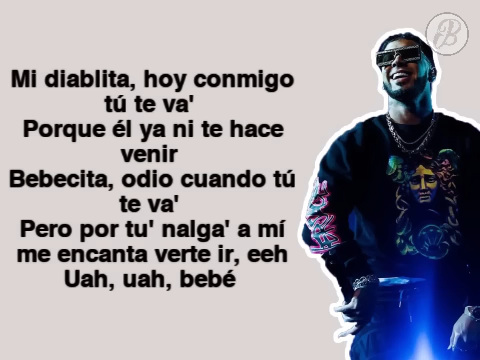 Mi diablita, hoy conmigo
tú te va'
Porque él ya ni te hace
venir
Bebecita, odio cuando tú
te va'
Pero por tu' nalga' a mí
me encanta verte ir, eeh
Uah, uah, bebé
B